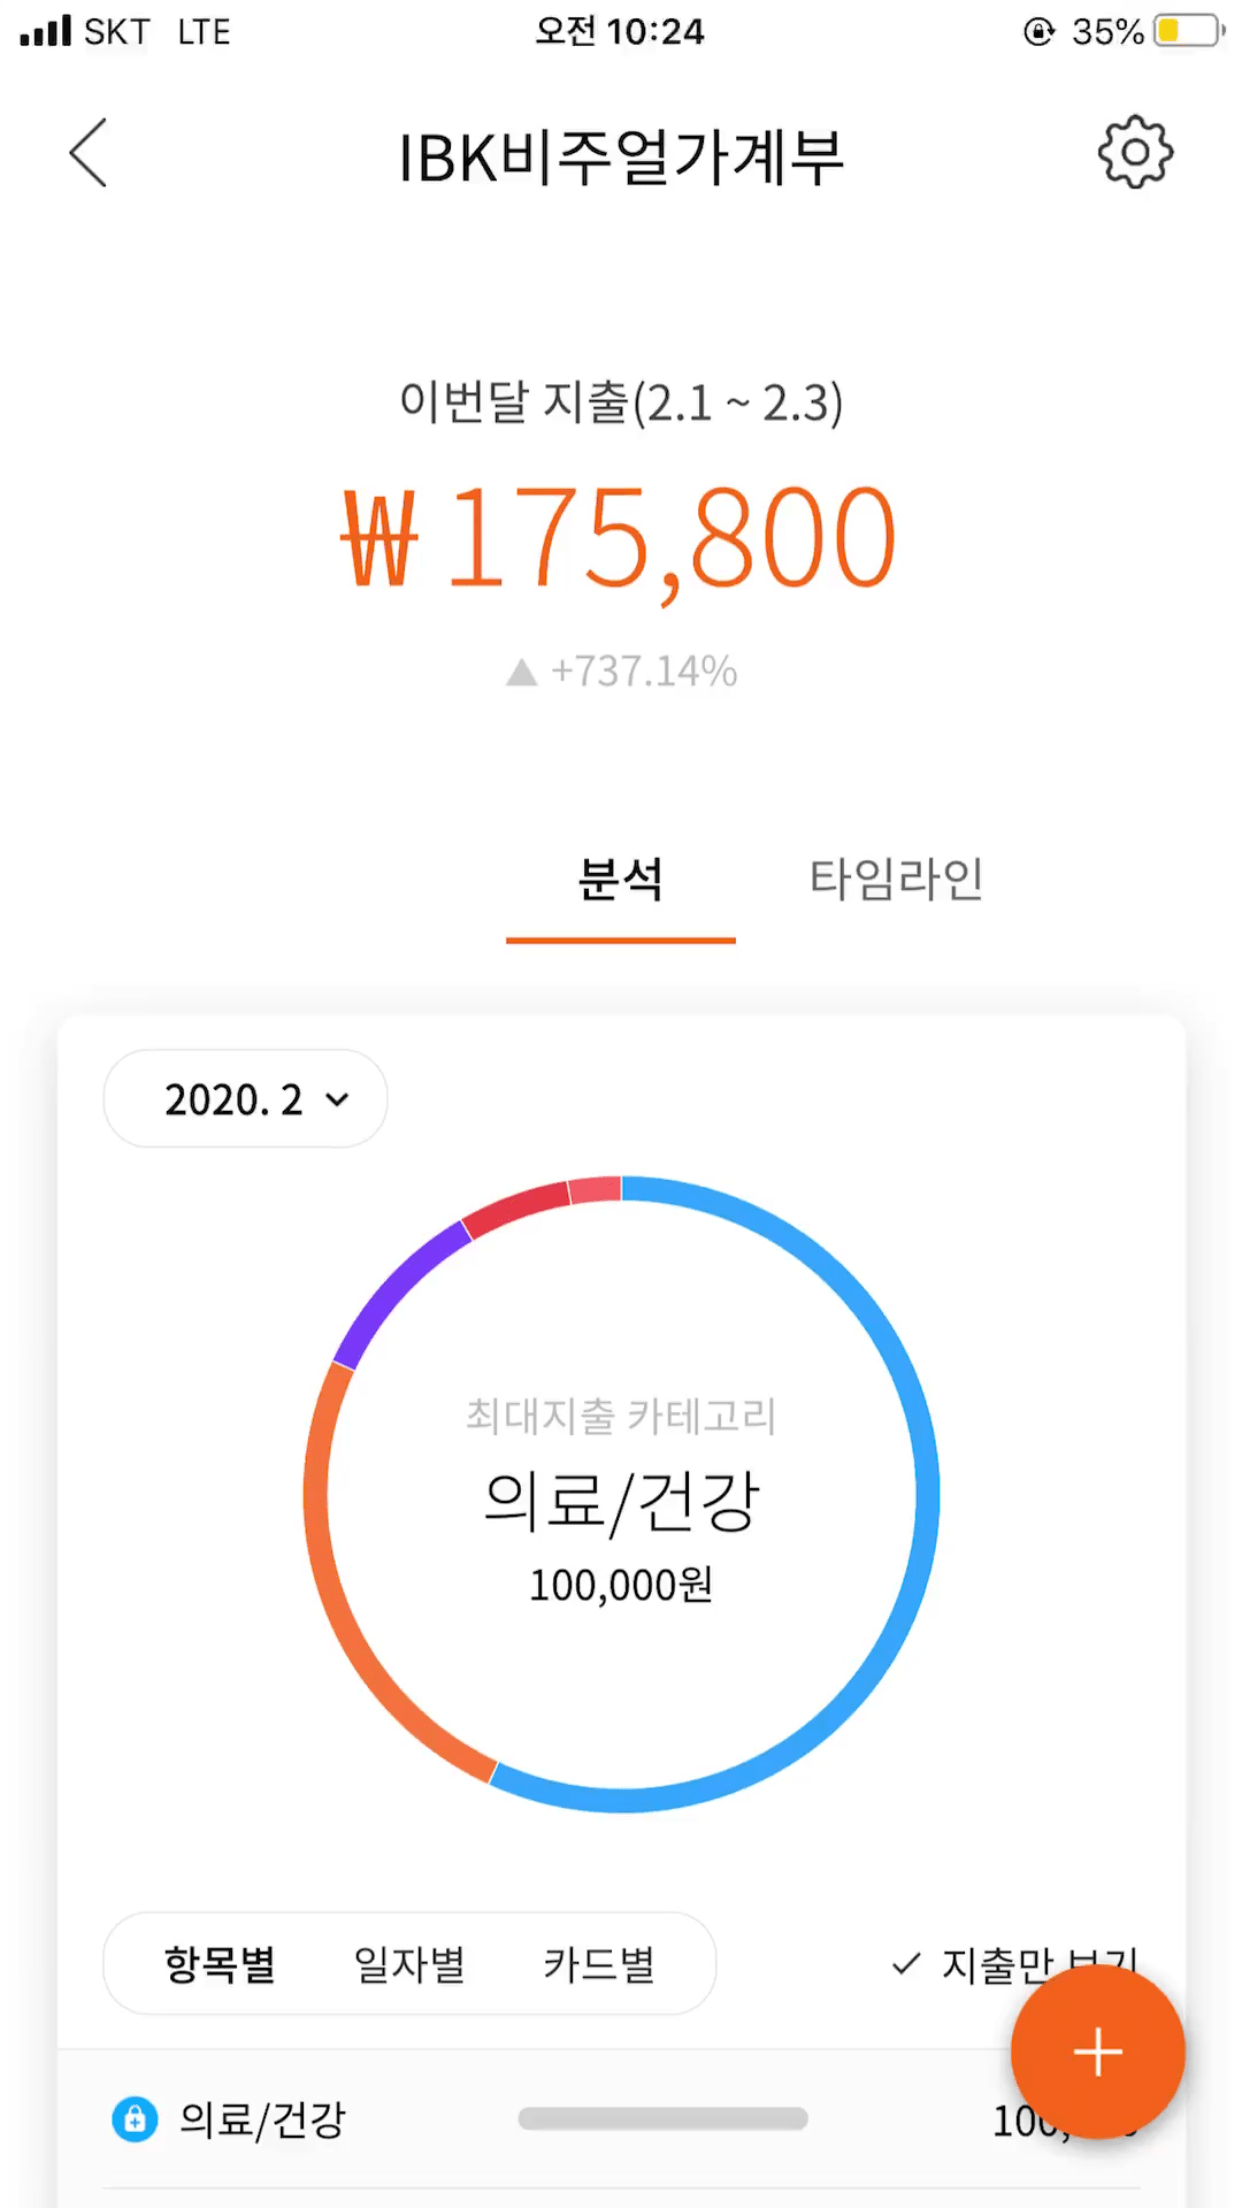 SKT LTE 오전 10:24 35%
IBK비주얼가계부
이번달 지출(2.1 ~ 2.3)
₩ 175,800
▲ +737.14%
분석 타임라인
2020. 2
최대지출 카테고리
의료/건강
100,000원
항목별 일자별 카드별 ✓ 지출만 보기
의료/건강